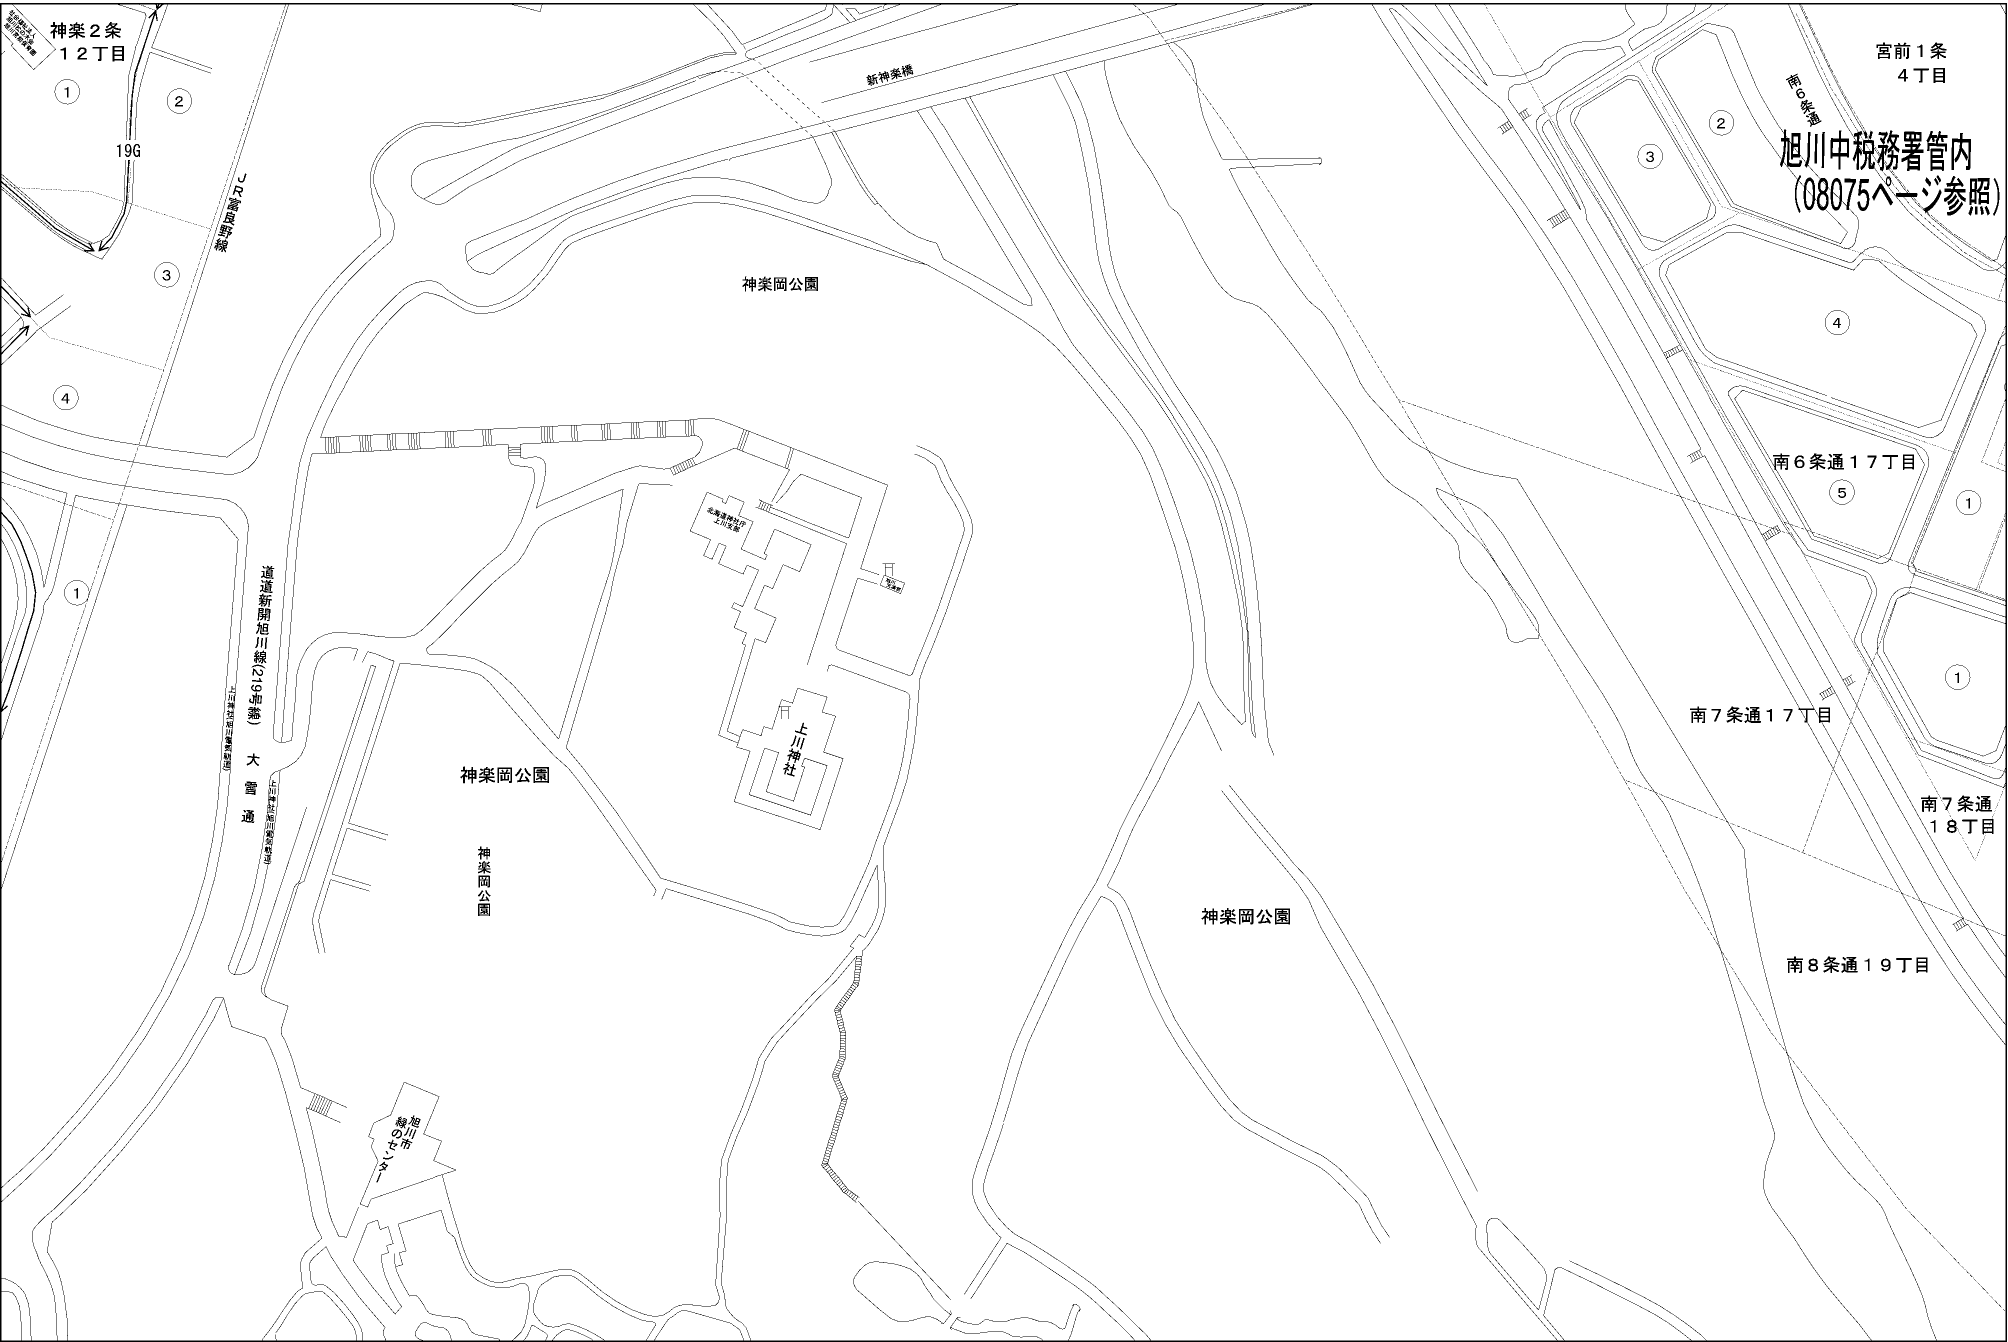 神楽２条
１２丁目
1
2
19G
3
4
1
ＪＲ富良野線
新神楽橋
神楽岡公園
宮前１条
４丁目
南６条通
旭川中税務署管内
(08075ページ参照)
2
3
4
南６条通１７丁目
5
1
1
南７条通１７丁目
南７条通
１８丁目
南８条通１９丁目
北海道神社庁
上川支部
上川神社
道道新開旭川線(219号線)
大雪通
神楽岡公園
神楽岡公園
神楽岡公園
旭川市
緑のセンター